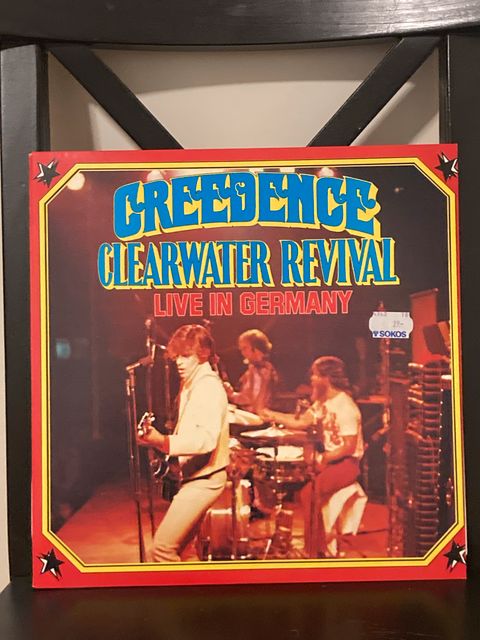 CREEDENCE
CLEARWATER REVIVAL
LIVE IN GERMANY
SOKOS